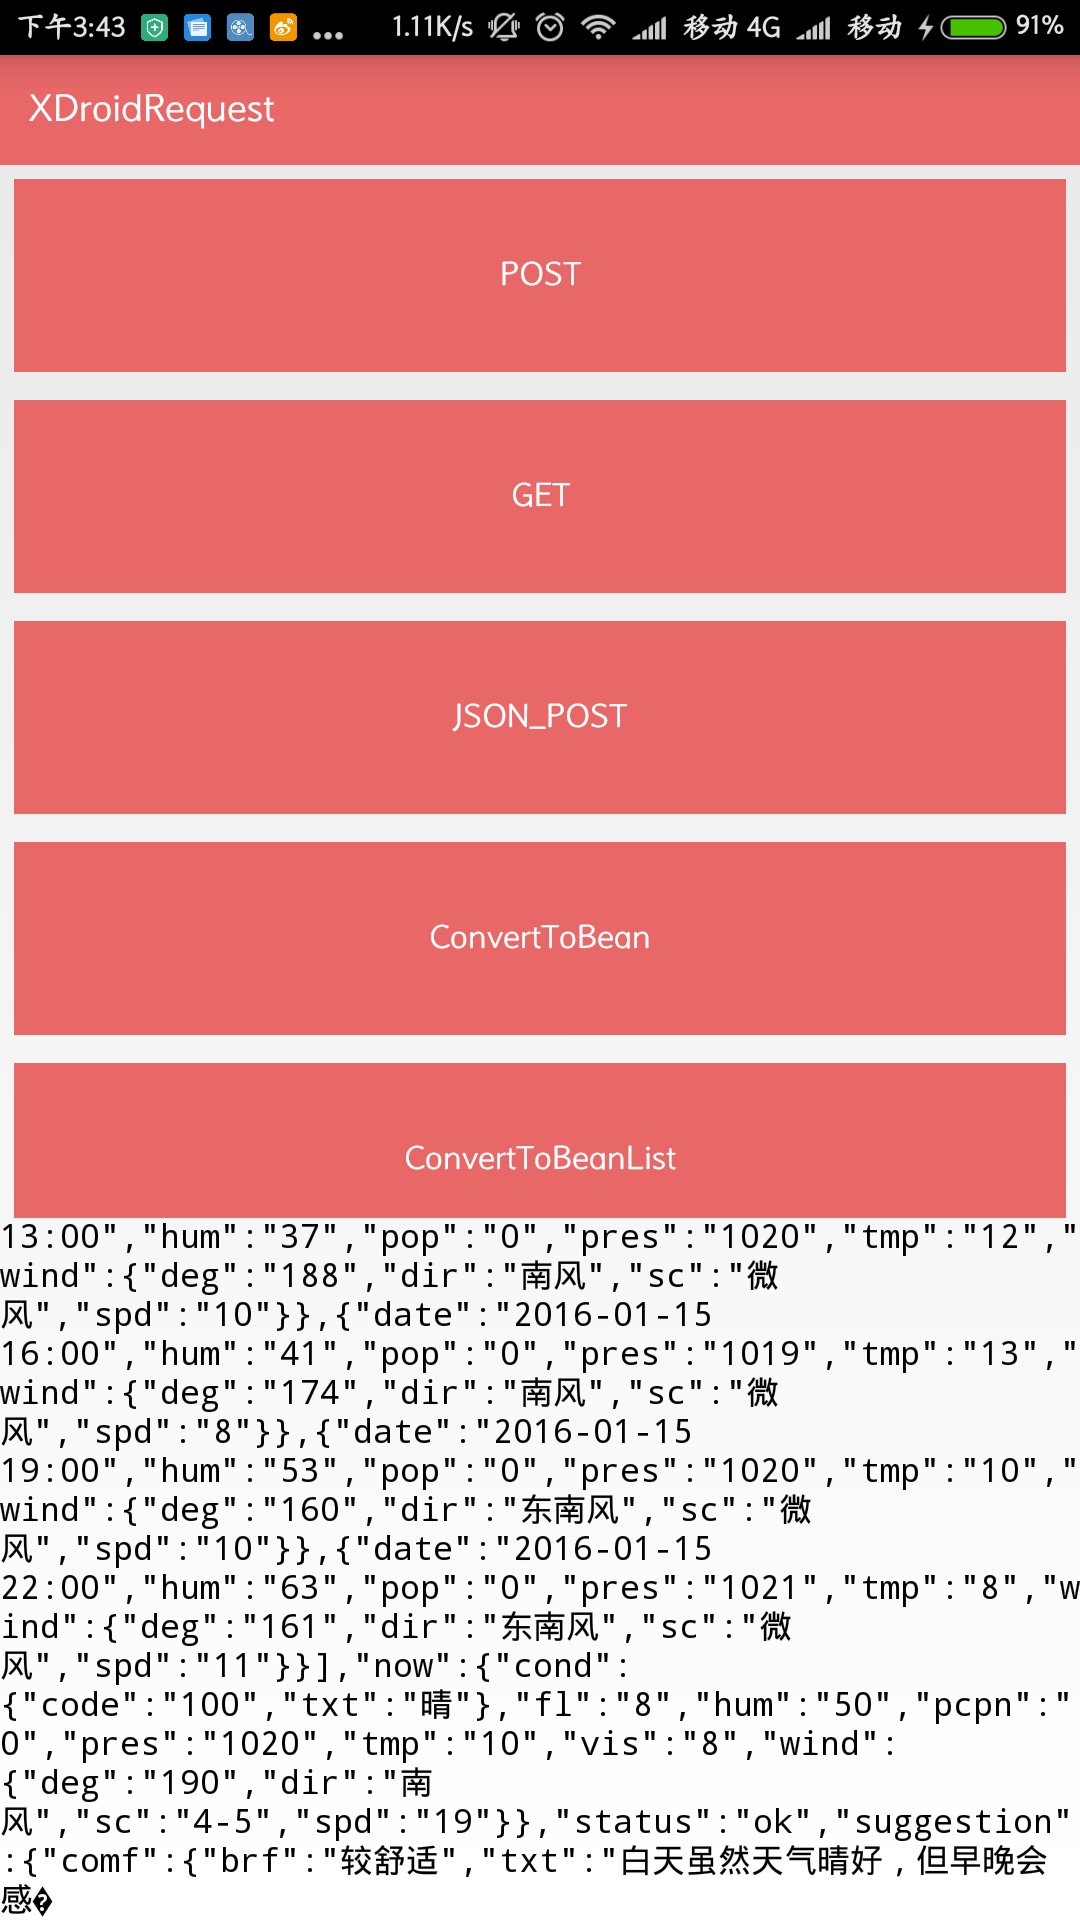 下午3:43 ... 1.11K/s 移动 4G 移动 91%
XDroidRequest
POST
GET
JSON_POST
ConvertToBean
ConvertToBeanList
13:00","hum":"37","pop":"0","pres":"1020","tmp":"12","
wind":{"deg":"188","dir":"南风","sc":"微
风","spd":"10"}},{"date":"2016-01-15
16:00","hum":"41","pop":"0","pres":"1019","tmp":"13","
wind":{"deg":"174","dir":"南风","sc":"微
风","spd":"8"}},{"date":"2016-01-15
19:00","hum":"53","pop":"0","pres":"1020","tmp":"10","
wind":{"deg":"160","dir":"东南风","sc":"微
风","spd":"10"}},{"date":"2016-01-15
22:00","hum":"63","pop":"0","pres":"1021","tmp":"8","w
ind":{"deg":"161","dir":"东南风","sc":"微
风","spd":"11"}}],"now":{"cond":
{"code":"100","txt":"晴"},"fl":"8","hum":"50","pcpn":"
0","pres":"1020","tmp":"10","vis":"8","wind":
{"deg":"190","dir":"南
风","sc":"4-5","spd":"19"}},"status":"ok","suggestion"
:{"comf":{"brf":"较舒适","txt":"白天虽然天气晴好，但早晚会
感�